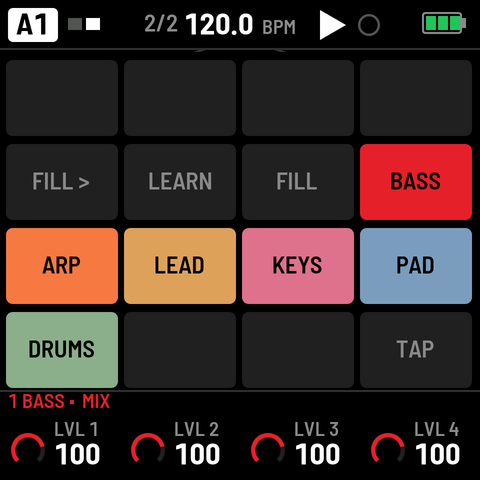 A1 2/2 120.0 BPM
FILL > LEARN FILL BASS
ARP LEAD KEYS PAD
DRUMS TAP
1 BASS • MIX
LVL 1 LVL 2 LVL 3 LVL 4
100 100 100 100